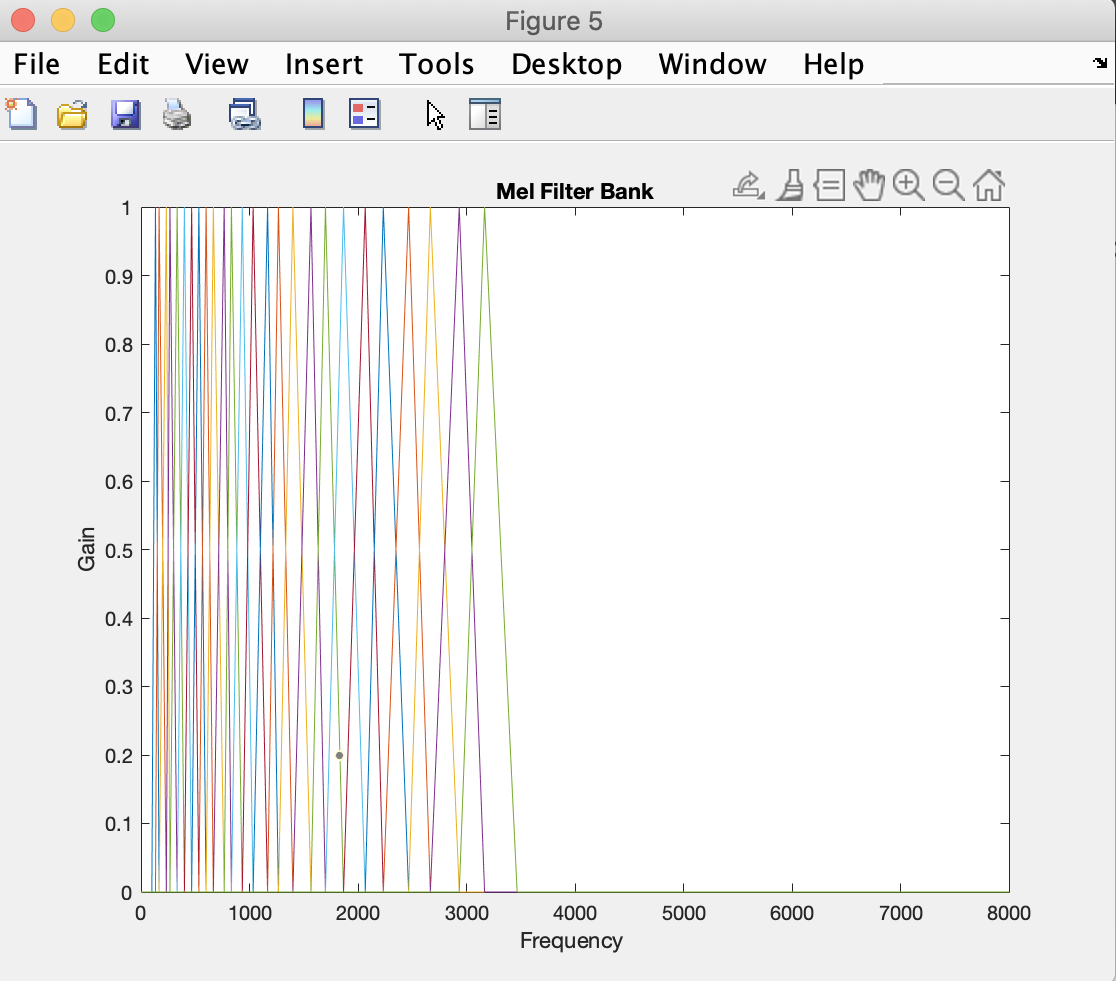 Figure 5
File Edit View Insert Tools Desktop Window Help
Mel Filter Bank
1
0.9
0.8
0.7
0.6
0.5
0.4
0.3
0.2
0.1
0
Gain
0 1000 2000 3000 4000 5000 6000 7000 8000
Frequency